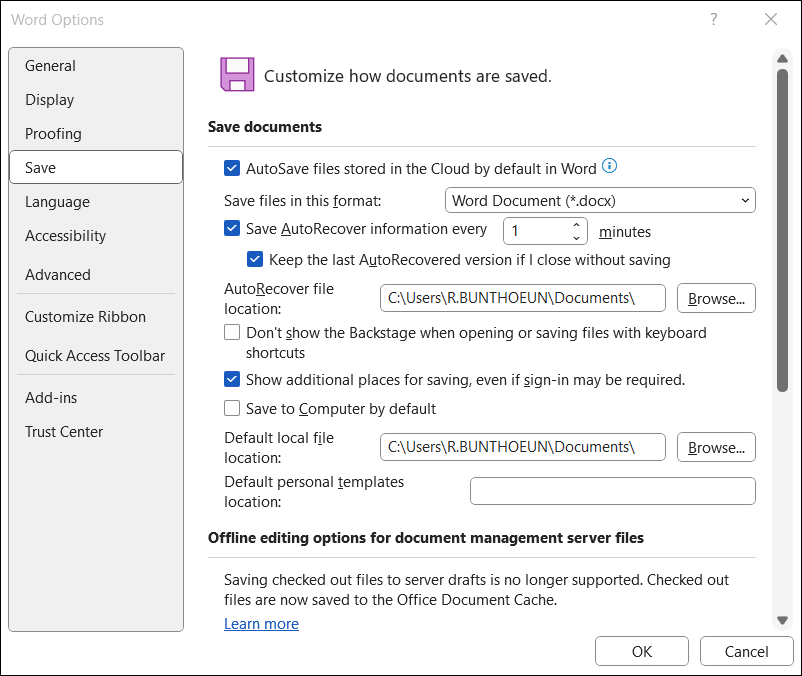 Word Options
?
General
Display
Proofing
Save
Language
Accessibility
Advanced
Customize Ribbon
Quick Access Toolbar
Add-ins
Trust Center
Customize how documents are saved.
Save documents
AutoSave files stored in the Cloud by default in Word
Save files in this format: Word Document (*.docx)
Save AutoRecover information every 1 minutes
Keep the last AutoRecovered version if I close without saving
AutoRecover file
location: C:\Users\R.BUNTHOEUN\Documents\ Browse...
Don't show the Backstage when opening or saving files with keyboard
shortcuts
Show additional places for saving, even if sign-in may be required.
Save to Computer by default
Default local file
location: C:\Users\R.BUNTHOEUN\Documents\ Browse...
Default personal templates
location:
Offline editing options for document management server files
Saving checked out files to server drafts is no longer supported. Checked out
files are now saved to the Office Document Cache.
Learn more
OK Cancel